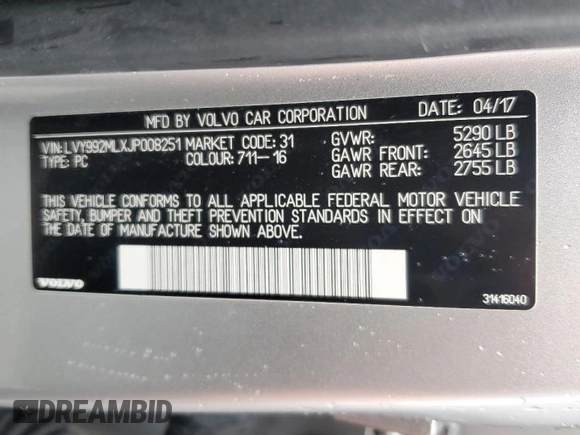 MFD BY VOLVO CAR CORPORATION DATE: 04/17
VIN: LVY992MLXJP008251 MARKET CODE: 31 GVWR: 5290 LB
TYPE: PC COLOUR: 711-16 GAWR FRONT: 2645 LB
GAWR REAR: 2755 LB
THIS VEHICLE CONFORMS TO ALL APPLICABLE FEDERAL MOTOR VEHICLE
SAFETY, BUMPER AND THEFT PREVENTION STANDARDS IN EFFECT ON
THE DATE OF MANUFACTURE SHOWN ABOVE.
VOLVO 31416040
DREAMBID